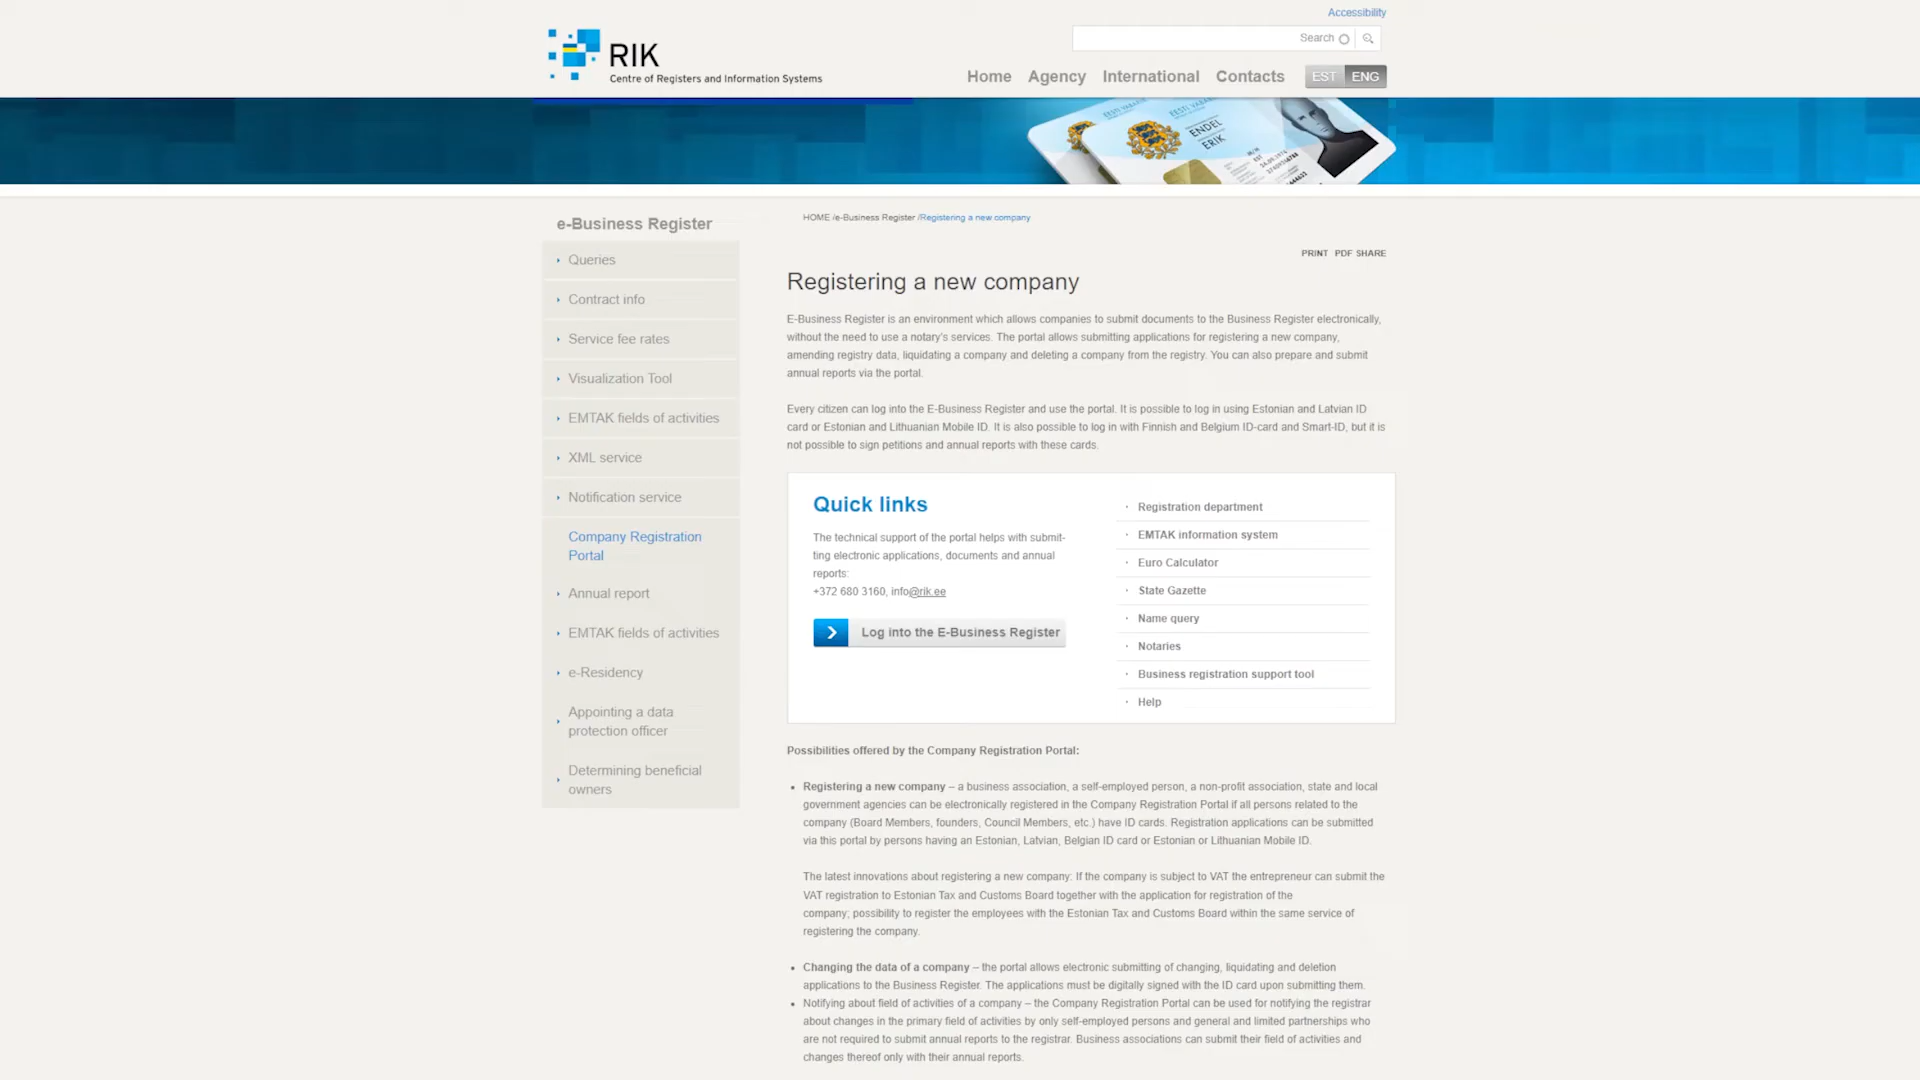 Accessibility
RIK
Centre of Registers and Information Systems
Search
Home Agency International Contacts EST ENG
EESTI VABARIIK
ENDEL
ERIK
e-Business Register
Queries
Contract info
Service fee rates
Visualization Tool
EMTAK fields of activities
XML service
Notification service
Company Registration
Portal
Annual report
EMTAK fields of activities
e-Residency
Appointing a data
protection officer
Determining beneficial
owners
HOME /e-Business Register /Registering a new company
PRINT PDF SHARE
Registering a new company
E-Business Register is an environment which allows companies to submit documents to the Business Register electronically,
without the need to use a notary's services. The portal allows submitting applications for registering a new company,
amending registry data, liquidating a company and deleting a company from the registry. You can also prepare and submit
annual reports via the portal.
Every citizen can log into the E-Business Register and use the portal. It is possible to log in using Estonian and Latvian ID
card or Estonian and Lithuanian Mobile ID. It is also possible to log in with Finnish and Belgium ID-card and Smart-ID, but it is
not possible to sign petitions and annual reports with these cards.
Quick links
The technical support of the portal helps with submit-
ting electronic applications, documents and annual
reports:
+372 680 3160, info@rik.ee
Log into the E-Business Register
Registration department
EMTAK information system
Euro Calculator
State Gazette
Name query
Notaries
Business registration support tool
Help
Possibilities offered by the Company Registration Portal:
Registering a new company – a business association, a self-employed person, a non-profit association, state and local
government agencies can be electronically registered in the Company Registration Portal if all persons related to the
company (Board Members, founders, Council Members, etc.) have ID cards. Registration applications can be submitted
via this portal by persons having an Estonian, Latvian, Belgian ID card or Estonian or Lithuanian Mobile ID.
The latest innovations about registering a new company: If the company is subject to VAT the entrepreneur can submit the
VAT registration to Estonian Tax and Customs Board together with the application for registration of the
company; possibility to register the employees with the Estonian Tax and Customs Board within the same service of
registering the company.
Changing the data of a company – the portal allows electronic submitting of changing, liquidating and deletion
applications to the Business Register. The applications must be digitally signed with the ID card upon submitting them.
Notifying about field of activities of a company – the Company Registration Portal can be used for notifying the registrar
about changes in the primary field of activities by only self-employed persons and general and limited partnerships who
are not required to submit annual reports to the registrar. Business associations can submit their field of activities and
changes thereof only with their annual reports.